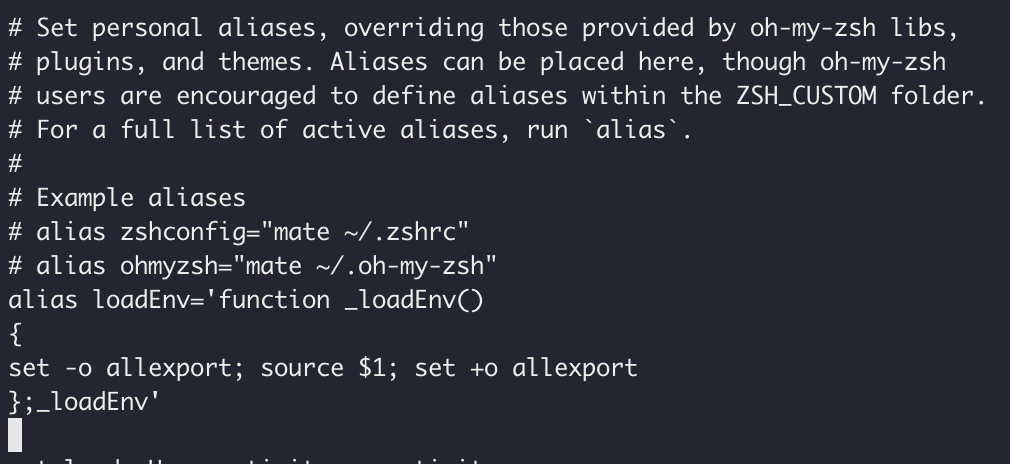 # Set personal aliases, overriding those provided by oh-my-zsh libs,
# plugins, and themes. Aliases can be placed here, though oh-my-zsh
# users are encouraged to define aliases within the ZSH_CUSTOM folder.
# For a full list of active aliases, run `alias`.
#
# Example aliases
# alias zshconfig="mate ~/.zshrc"
# alias ohmyzsh="mate ~/.oh-my-zsh"
alias loadEnv='function _loadEnv()
{
set -o allexport; source $1; set +o allexport
};_loadEnv'